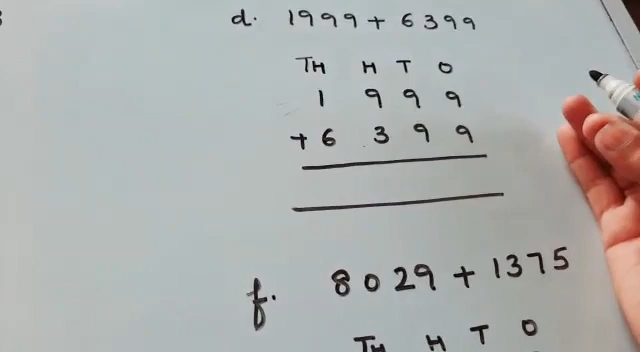 d. 1999 + 6399
TH H T O
1 9 9 9
+ 6 3 9 9
f. 8029 + 1375
TH H T O